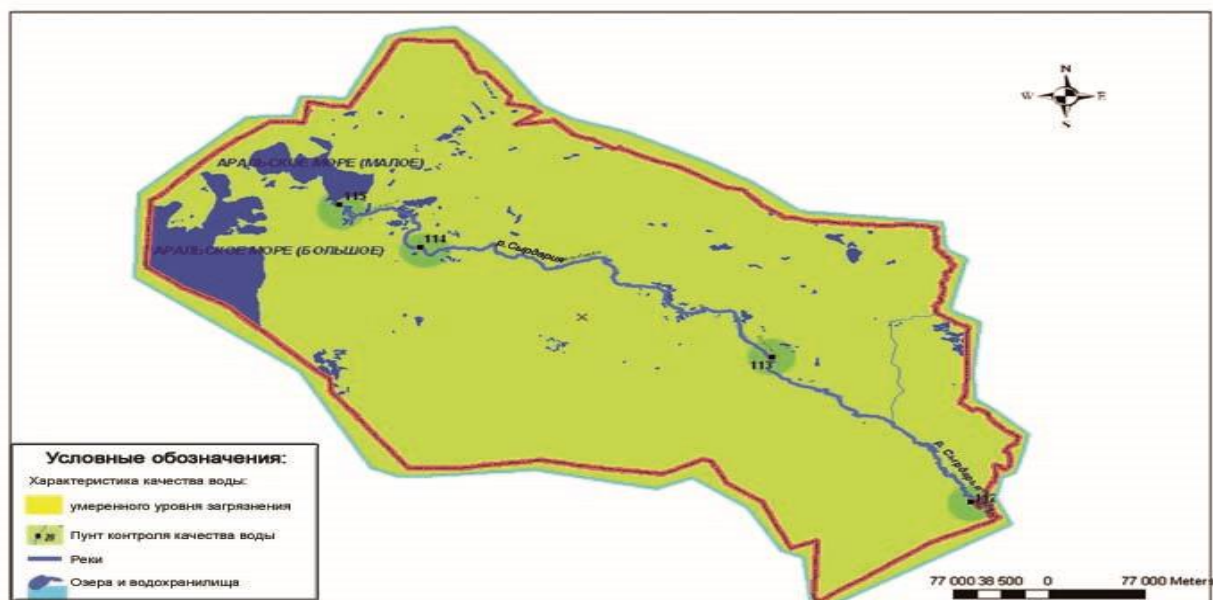 N
W E
S
АРАЛЬСКОЕ МОРЕ (МАЛОЕ)
115
114
АРАЛЬСКОЕ МОРЕ (БОЛЬШОЕ)
р.Сырдария
113
р.Сырдарья
Условные обозначения:
Характеристика качества воды:
умеренного уровня загрязнения
Пунт контроля качества воды
Реки
Озера и водохранилища
77 000 38 500 0 77 000 Meters